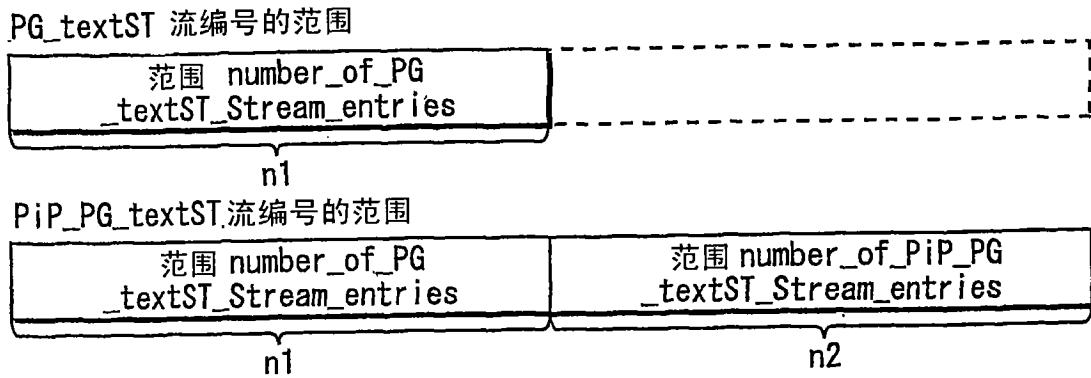 PG_textST 流编号的范围
范围 number_of_PG
_textST_Stream_entries
n1
PiP_PG_textST 流编号的范围
范围 number_of_PG
_textST_Stream_entries
范围 number_of_PiP_PG
_textST_Stream_entries
n1
n2